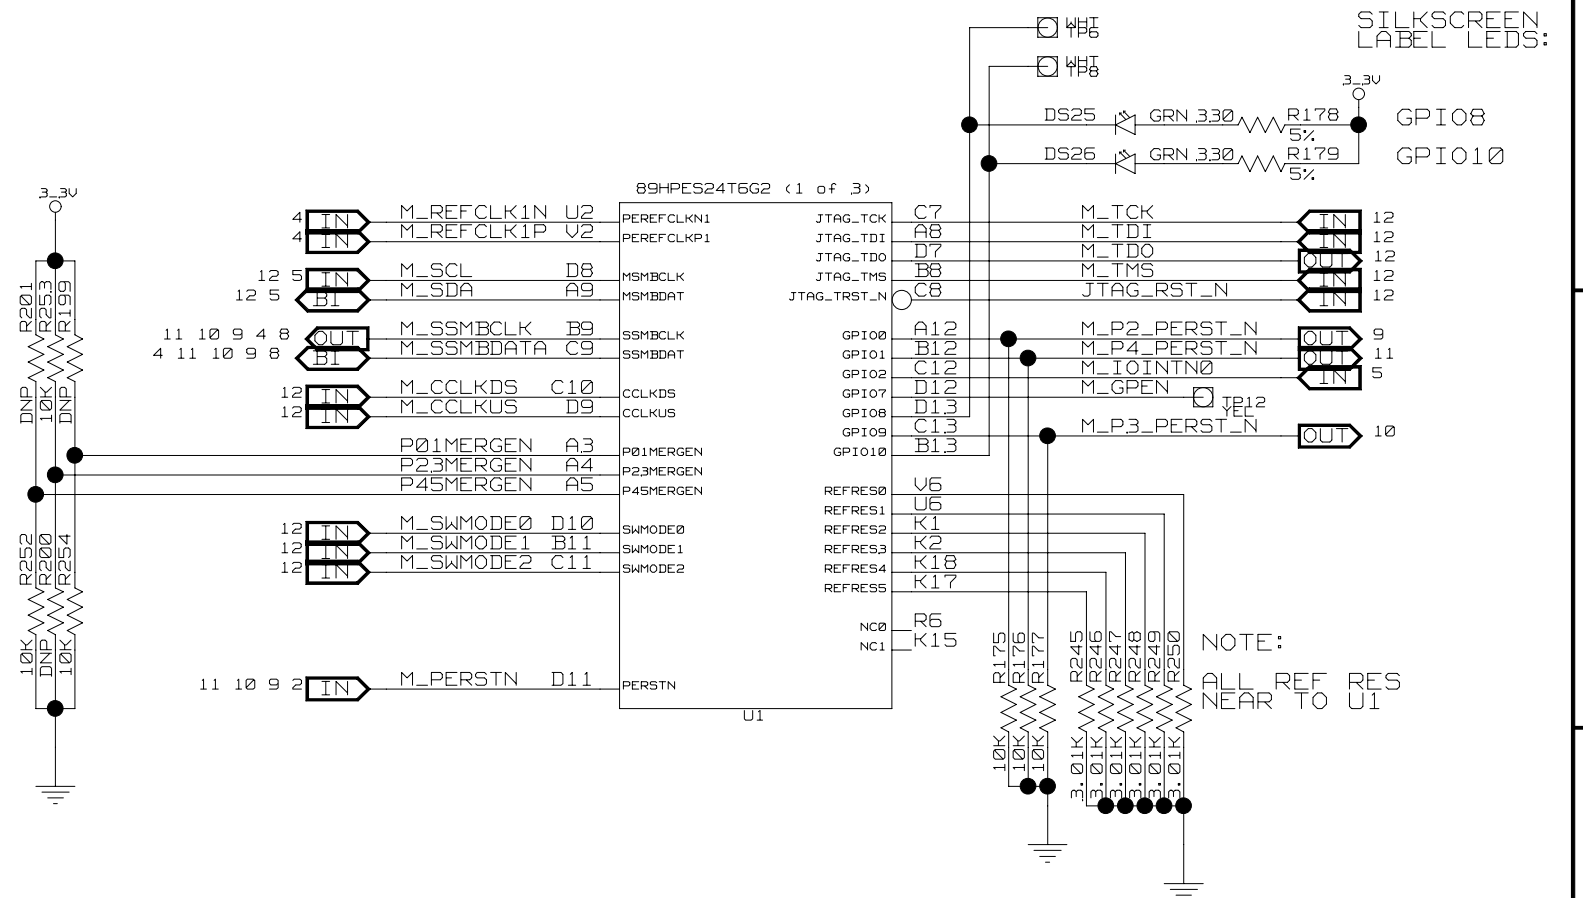 SILKSCREEN
LABEL LEDS:
WHT
TP6
WHT
TP8
3_3V
DS25 GRN 330 R178 GPIO8
5%
DS26 GRN 330 R179 GPIO10
5%
89HPES24T6G2 (1 of 3)
3_3V
4 IN M_REFCLK1N U2 PEREFCLKN1
4 IN M_REFCLK1P V2 PEREFCLKP1
12 5 IN M_SCL D8 MSMBCLK
12 5 BI M_SDA A9 MSMBDAT
11 10 9 4 8 OUT M_SSMBCLK B9 SSMBCLK
4 11 10 9 8 BI M_SSMBDATA C9 SSMBDAT
12 IN M_CCLKDS C10 CCLKDS
12 IN M_CCLKUS D9 CCLKUS
P01MERGEN A3 P01MERGEN
P23MERGEN A4 P23MERGEN
P45MERGEN A5 P45MERGEN
12 IN M_SWMODE0 D10 SWMODE0
12 IN M_SWMODE1 B11 SWMODE1
12 IN M_SWMODE2 C11 SWMODE2
11 10 9 2 IN M_PERSTN D11 PERSTN
R201
R253
R199
DNP
10K
DNP
R252
R200
R254
10K
DNP
10K
JTAG_TCK C7 M_TCK IN 12
JTAG_TDI A8 M_TDI IN 12
JTAG_TDO D7 M_TDO OUT 12
JTAG_TMS B8 M_TMS IN 12
JTAG_TRST_N C8 JTAG_RST_N IN 12
GPIO0 A12 M_P2_PERST_N OUT 9
GPIO1 B12 M_P4_PERST_N OUT 11
GPIO2 C12 M_IOINTN0 IN 5
GPIO7 D12 M_GPEN TP12
YEL
GPIO8 D13
GPIO9 C13 M_P3_PERST_N OUT 10
GPIO10 B13
REFRES0 V6
REFRES1 U6
REFRES2 K1
REFRES3 K2
REFRES4 K18
REFRES5 K17
NC0 R6
NC1 K15
U1
R175
R176
R177
10K
10K
10K
R245
R246
R247
R248
R249
R250
3.01K
3.01K
3.01K
3.01K
3.01K
3.01K
NOTE:
ALL REF RES
NEAR TO U1